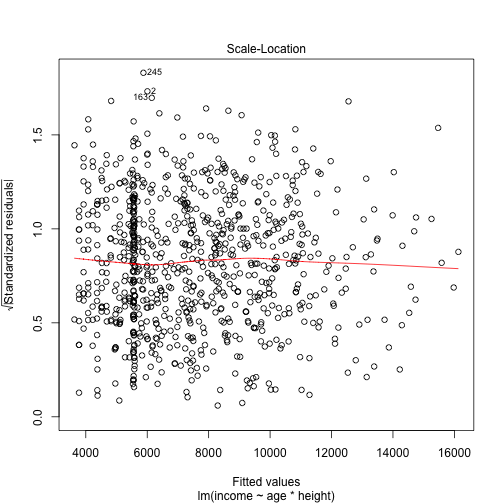 Scale-Location
245
2
163
√|Standardized residuals|
0.0
0.5
1.0
1.5
4000 6000 8000 10000 12000 14000 16000
Fitted values
lm(income ~ age * height)